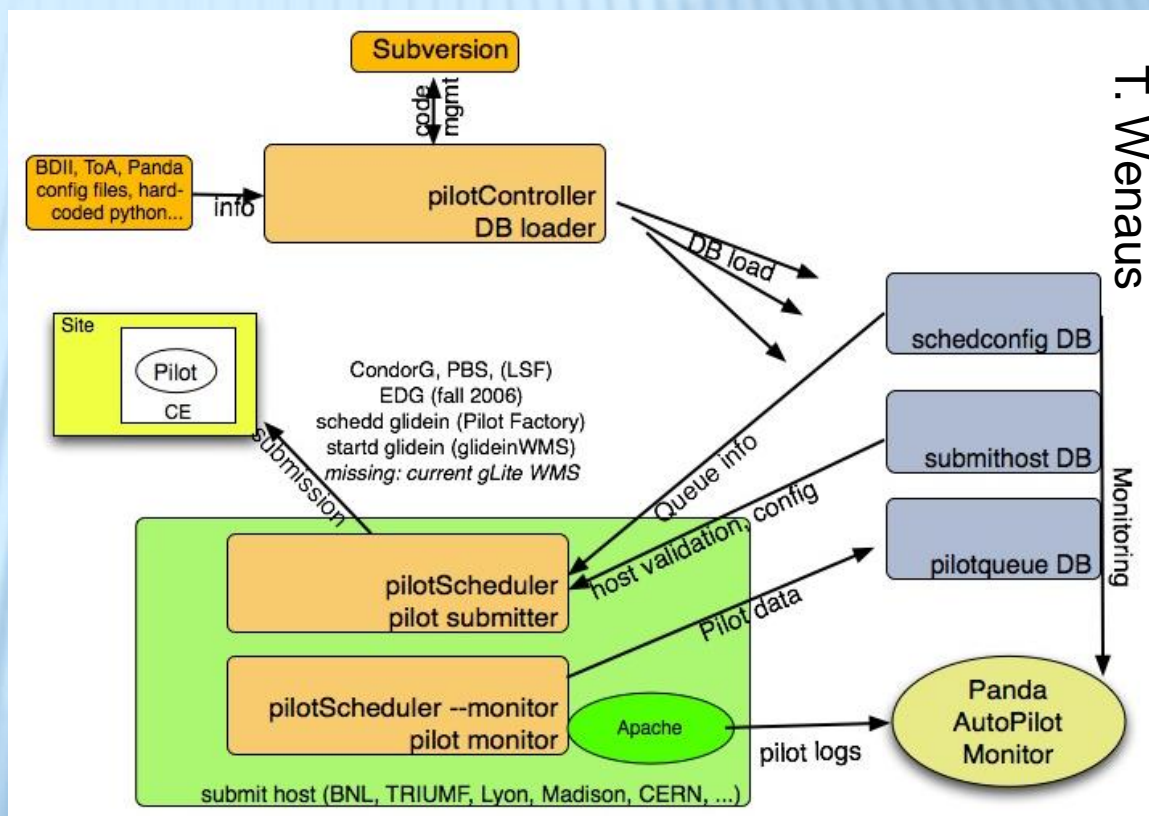 Subversion
code
mgmt
BDII, ToA, Panda
config files, hard-
coded python...
info
pilotController
DB loader
DB load
T. Wenaus
Site
Pilot
CE
CondorG, PBS, (LSF)
EDG (fall 2006)
schedd glidein (Pilot Factory)
startd glidein (glideinWMS)
missing: current gLite WMS
submission
schedconfig DB
submithost DB
pilotqueue DB
Monitoring
Queue info
host validation, config
Pilot data
pilotScheduler
pilot submitter
pilotScheduler --monitor
pilot monitor
Apache
pilot logs
Panda
AutoPilot
Monitor
submit host (BNL, TRIUMF, Lyon, Madison, CERN, ...)